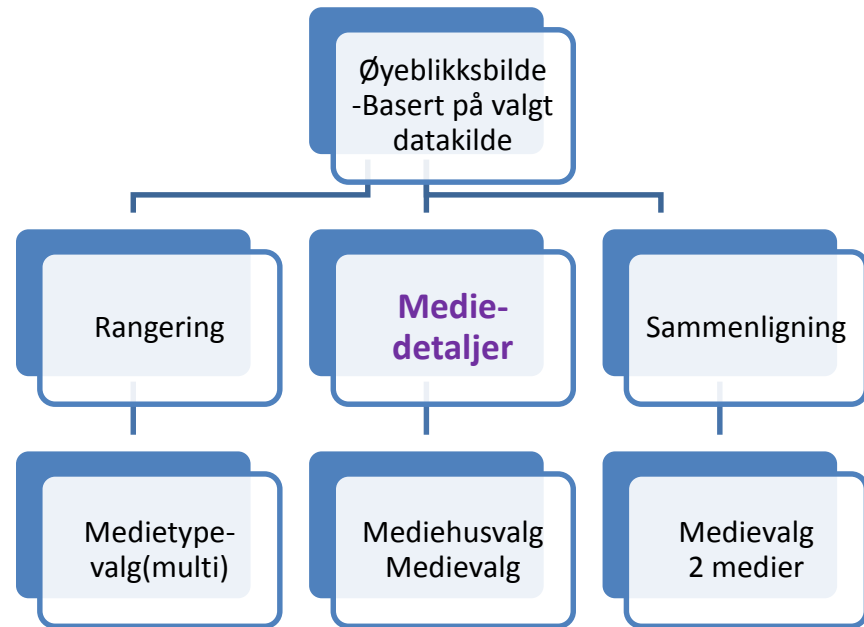 Øyeblikksbilde
-Basert på valgt
datakilde
Rangering
Medie-
detaljer
Sammenligning
Medietype-
valg(multi)
Mediehusvalg
Medievalg
Medievalg
2 medier